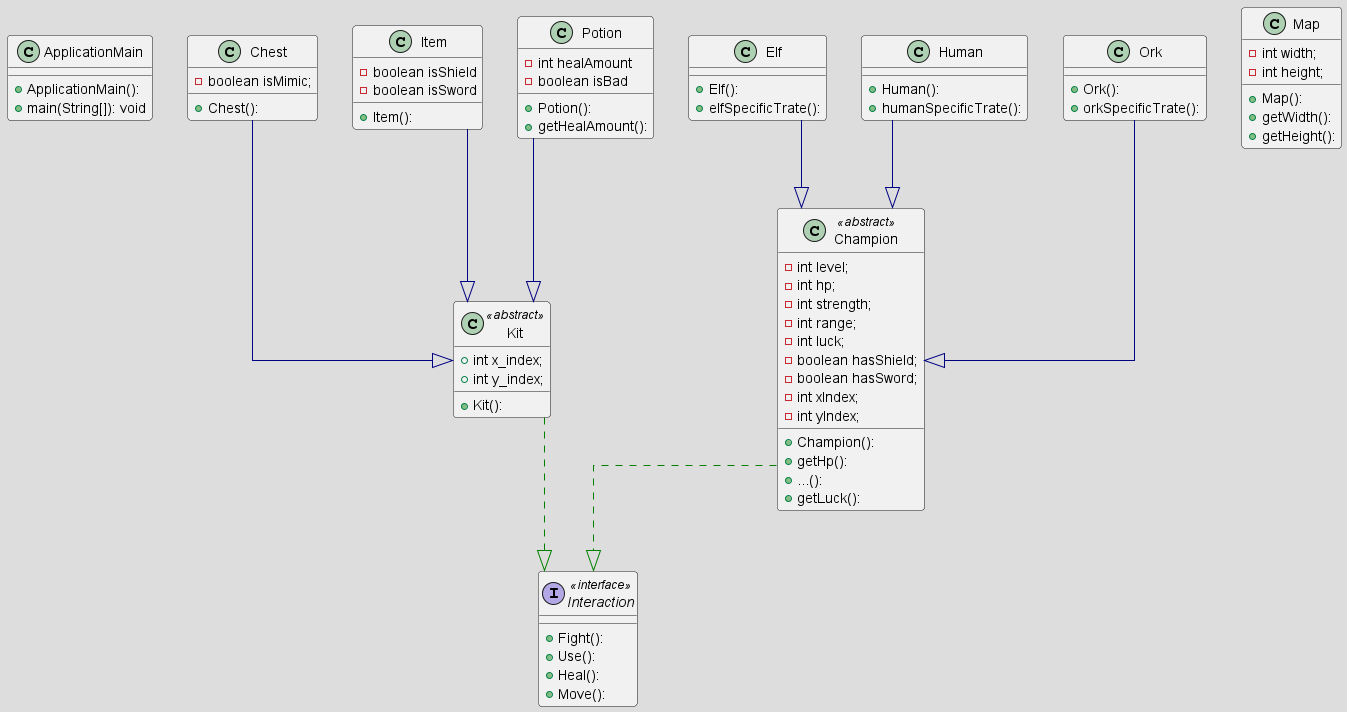 C ApplicationMain
ApplicationMain():
main(String[]): void
C Chest
boolean isMimic;
Chest():
C Item
boolean isShield
boolean isSword
Item():
C Potion
int healAmount
boolean isBad
Potion():
getHealAmount():
C Elf
Elf():
elfSpecificTrate():
C Human
Human():
humanSpecificTrate():
C Ork
Ork():
orkSpecificTrate():
C Map
int width;
int height;
Map():
getWidth():
getHeight():
«abstract»
C Champion
int level;
int hp;
int strength;
int range;
int luck;
boolean hasShield;
boolean hasSword;
int xIndex;
int yIndex;
Champion():
getHp():
...():
getLuck():
«abstract»
C Kit
int x_index;
int y_index;
Kit():
«interface»
I Interaction
Fight():
Use():
Heal():
Move():